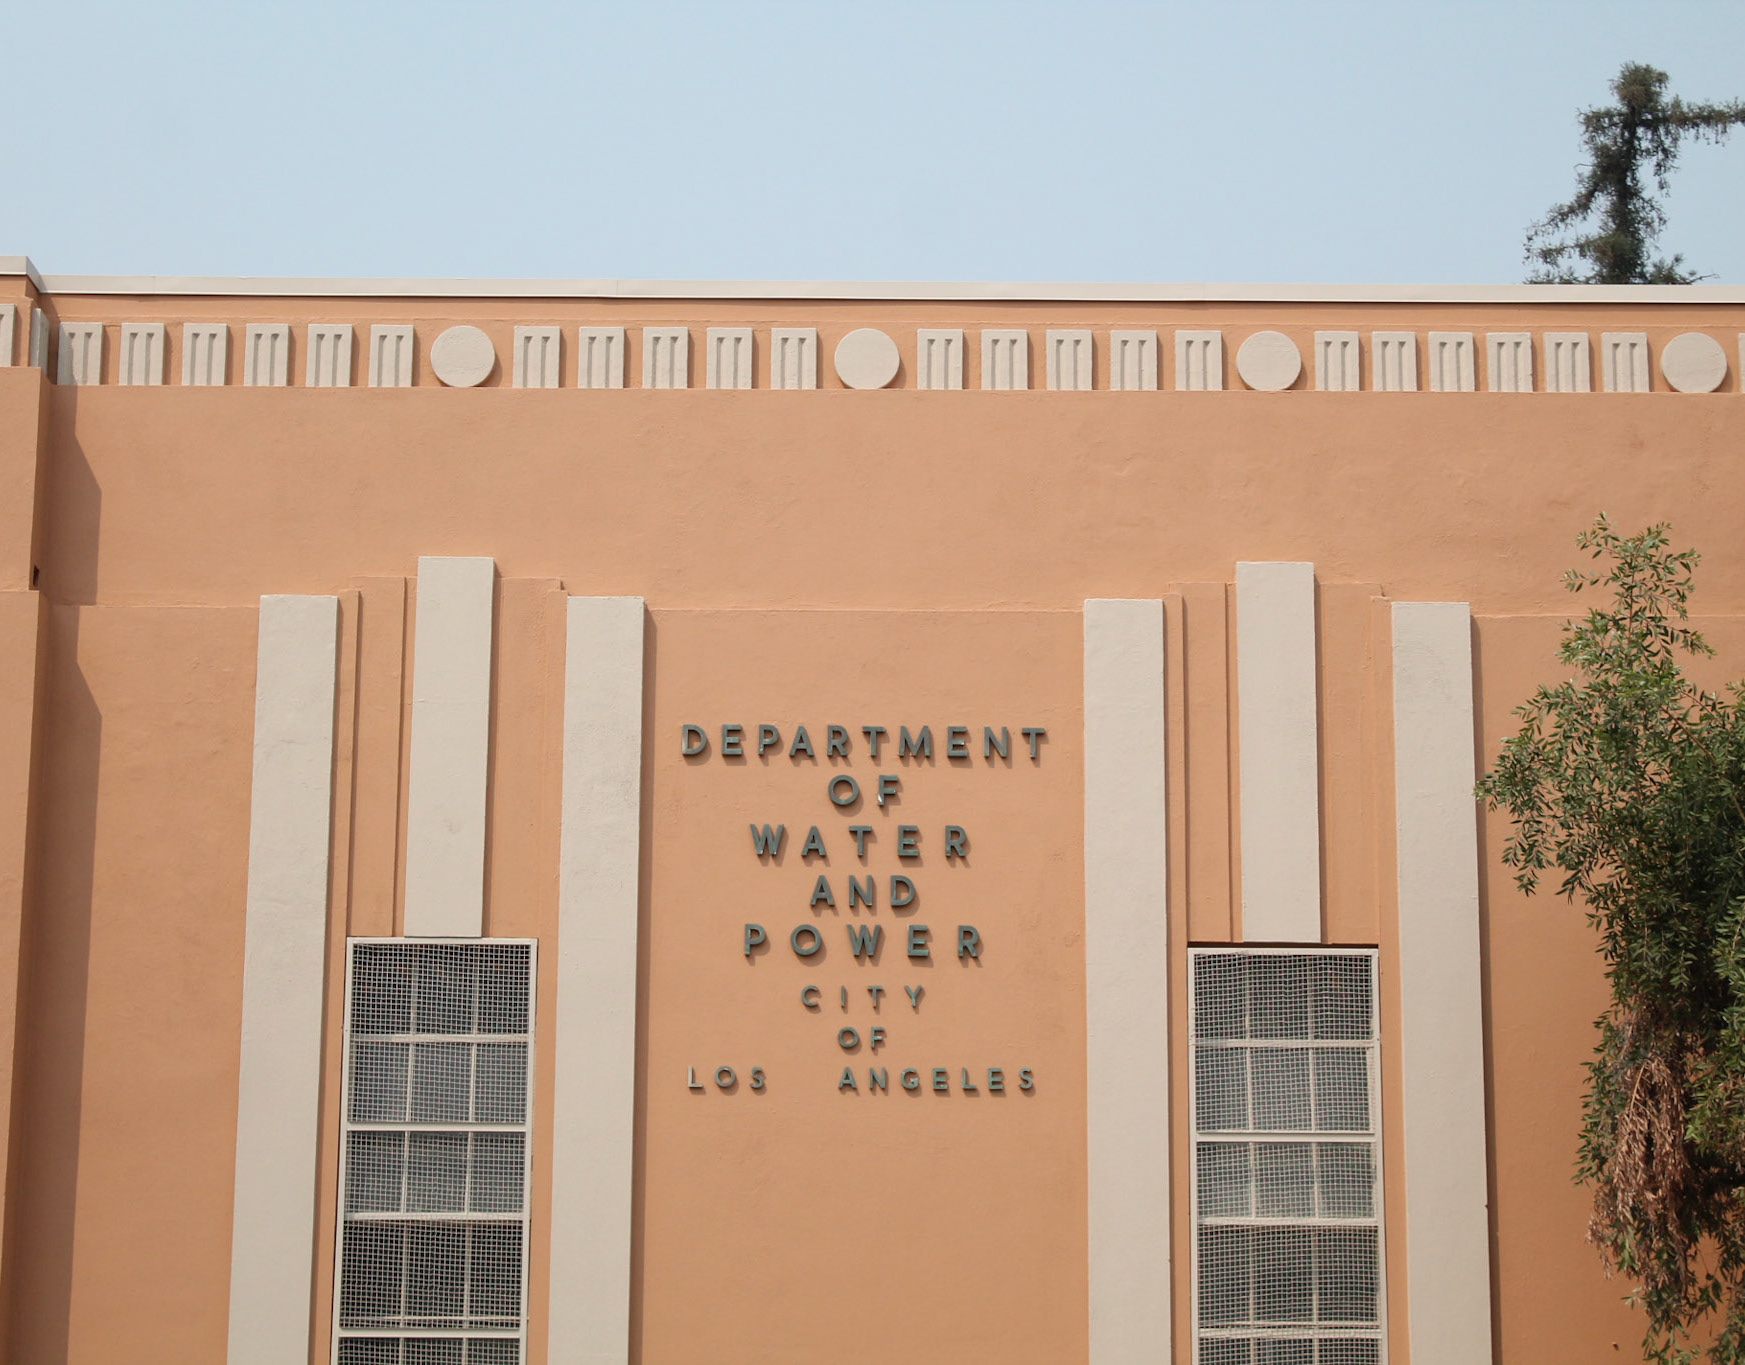 DEPARTMENT
OF
WATER
AND
POWER
CITY
OF
LOS ANGELES